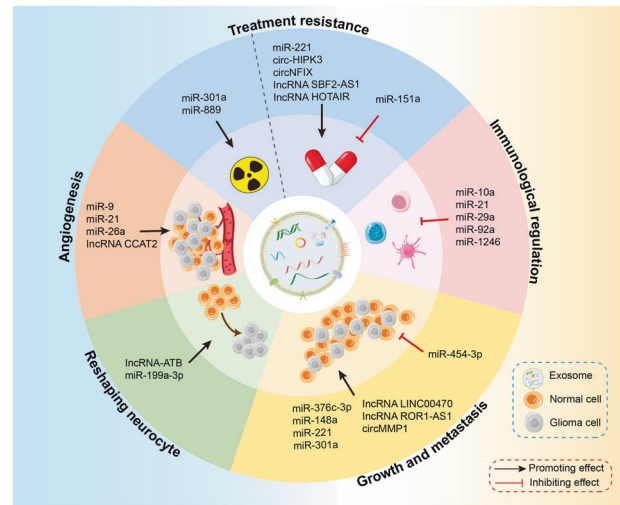 Treatment resistance
miR-221
circ-HIPK3
circNFIX
lncRNA SBF2-AS1
lncRNA HOTAIR
miR-301a
miR-889
miR-151a
Immunological regulation
miR-10a
miR-21
miR-29a
miR-92a
miR-1246
Angiogenesis
miR-9
miR-21
miR-26a
lncRNA CCAT2
Reshaping neurocyte
lncRNA-ATB
miR-199a-3p
Growth and metastasis
miR-454-3p
miR-376c-3p
miR-148a
miR-221
miR-301a
lncRNA LINC00470
lncRNA ROR1-AS1
circMMP1
Exosome
Normal cell
Glioma cell
Promoting effect
Inhibiting effect